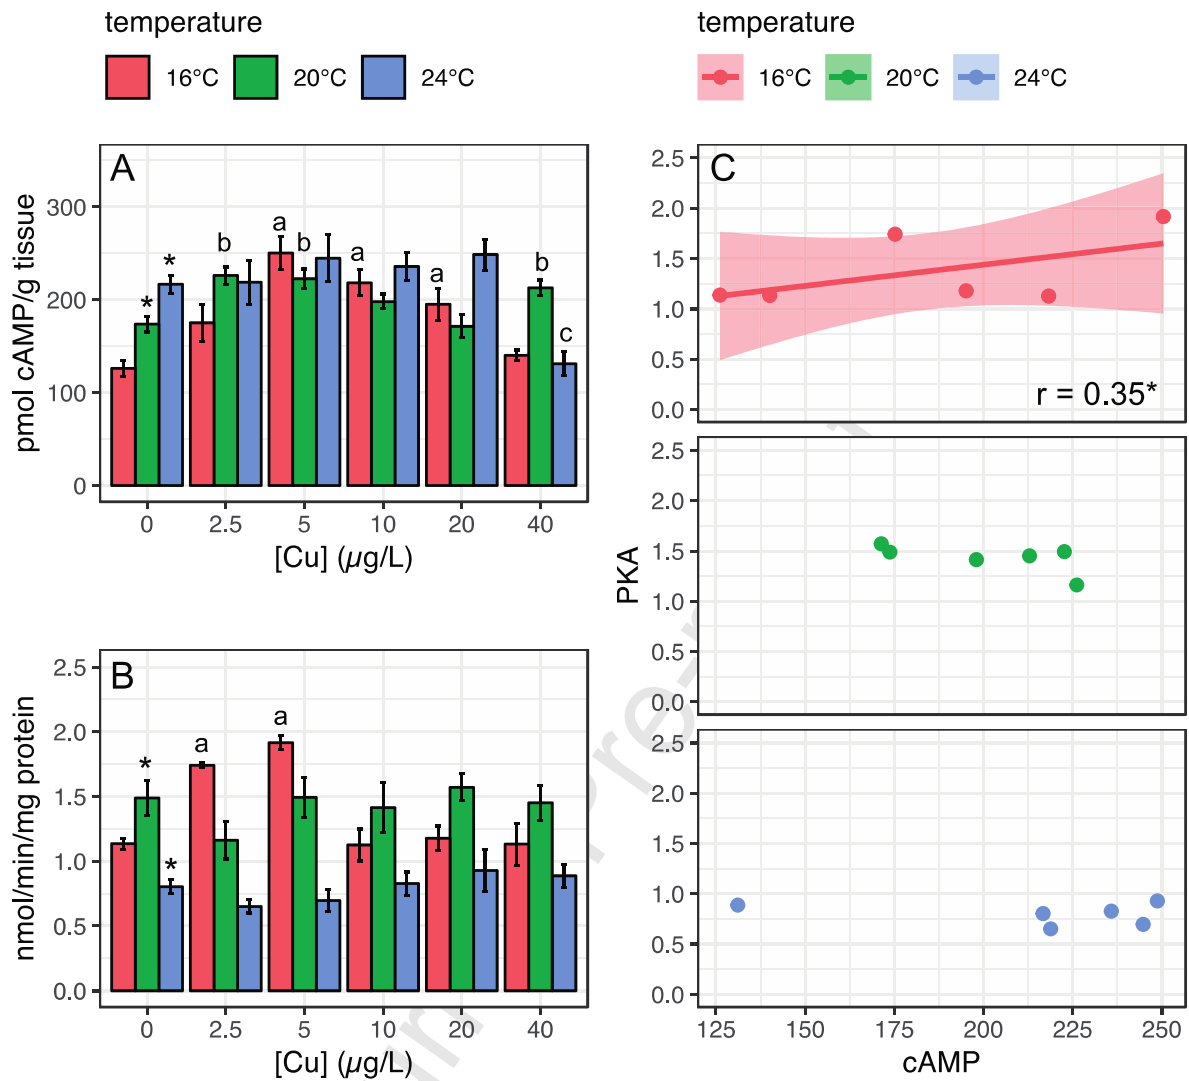 temperature
16°C 20°C 24°C
temperature
16°C 20°C 24°C
A
pmol cAMP/g tissue
300
200
100
0
* * b a b a a b c
0 2.5 5 10 20 40
[Cu] (µg/L)
B
nmol/min/mg protein
2.5
2.0
1.5
1.0
0.5
0.0
* * a a
0 2.5 5 10 20 40
[Cu] (µg/L)
C
PKA
2.5
2.0
1.5
1.0
0.5
0.0
r = 0.35*
2.5
2.0
1.5
1.0
0.5
0.0
2.5
2.0
1.5
1.0
0.5
0.0
125 150 175 200 225 250
cAMP